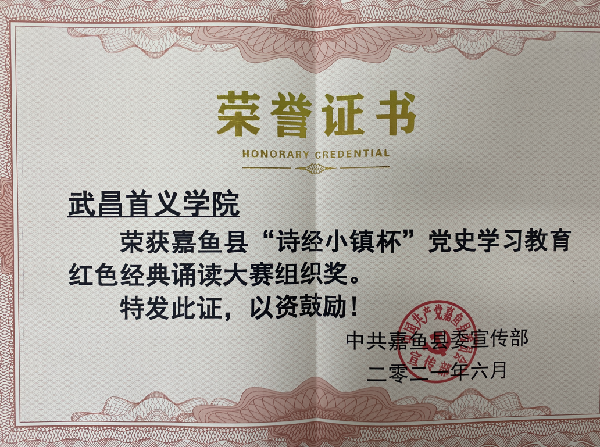 荣誉证书
HONORARY CREDENTIAL
武昌首义学院
荣获嘉鱼县“诗经小镇杯”党史学习教育
红色经典诵读大赛组织奖。
特发此证，以资鼓励！
中共嘉鱼县委宣传部
二零二一年六月